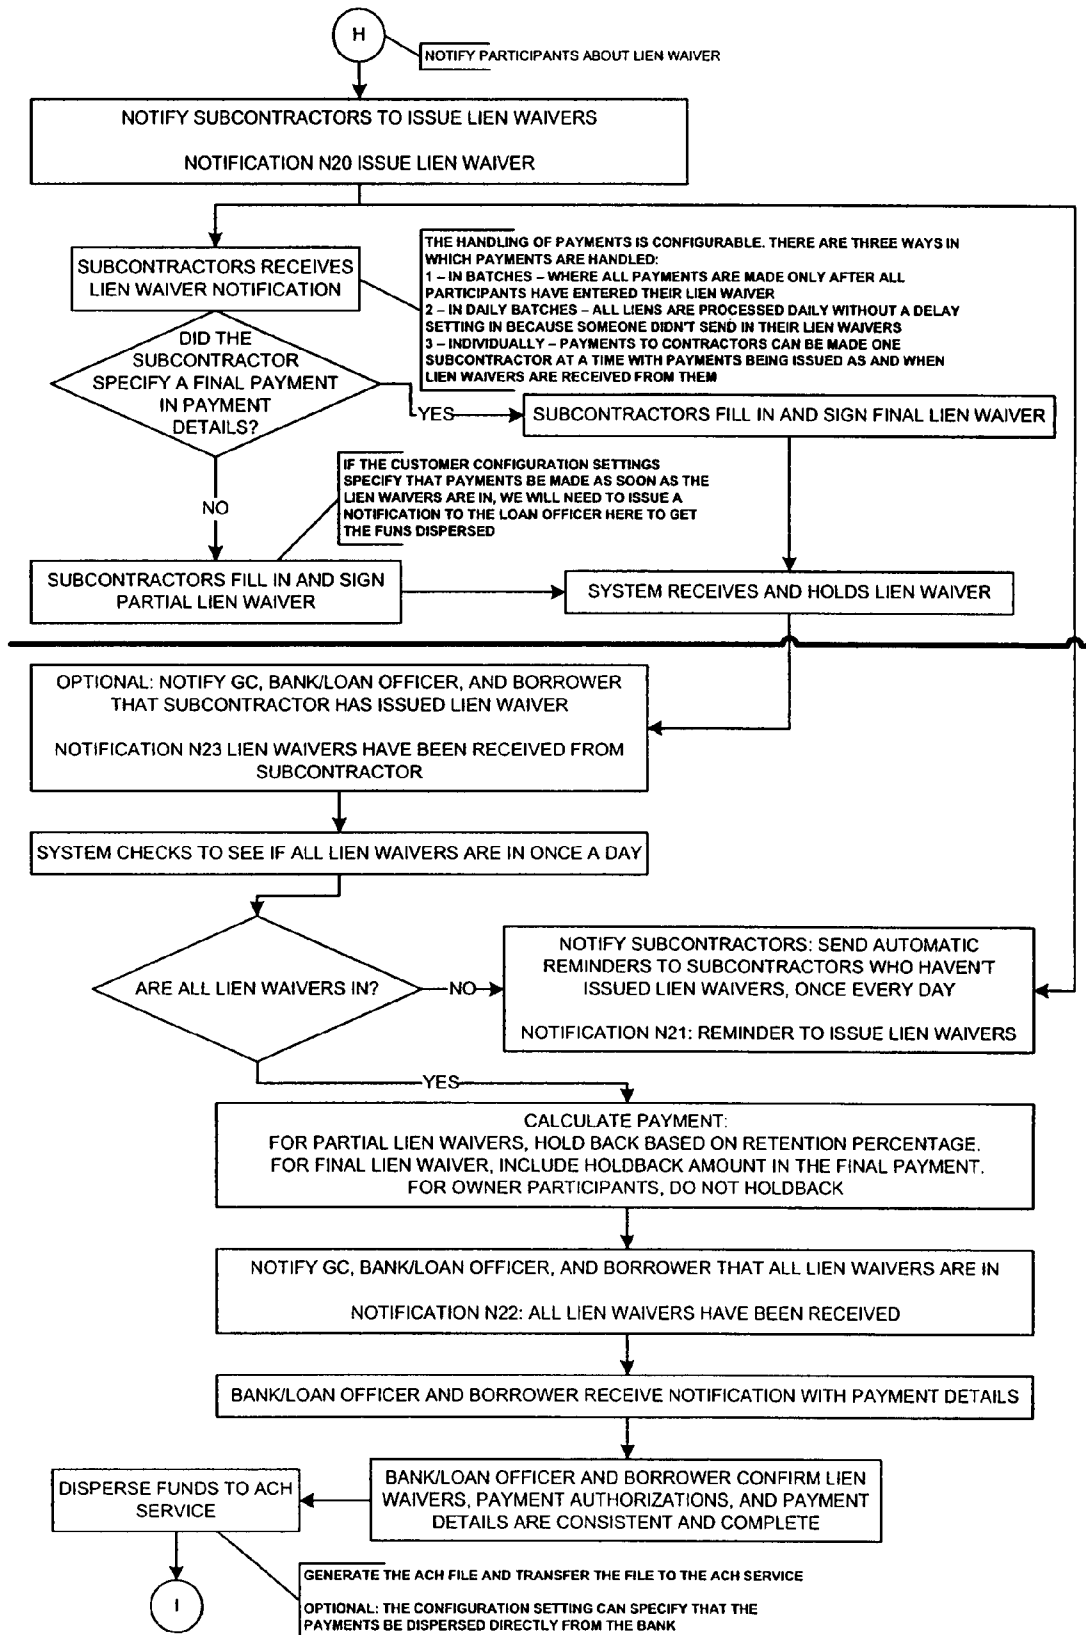 H
NOTIFY PARTICIPANTS ABOUT LIEN WAIVER
NOTIFY SUBCONTRACTORS TO ISSUE LIEN WAIVERS
NOTIFICATION N20 ISSUE LIEN WAIVER
SUBCONTRACTORS RECEIVES
LIEN WAIVER NOTIFICATION
THE HANDLING OF PAYMENTS IS CONFIGURABLE. THERE ARE THREE WAYS IN
WHICH PAYMENTS ARE HANDLED:
1 – IN BATCHES – WHERE ALL PAYMENTS ARE MADE ONLY AFTER ALL
PARTICIPANTS HAVE ENTERED THEIR LIEN WAIVER
2 – IN DAILY BATCHES – ALL LIENS ARE PROCESSED DAILY WITHOUT A DELAY
SETTING IN BECAUSE SOMEONE DIDN'T SEND IN THEIR LIEN WAIVERS
3 – INDIVIDUALLY – PAYMENTS TO CONTRACTORS CAN BE MADE ONE
SUBCONTRACTOR AT A TIME WITH PAYMENTS BEING ISSUED AS AND WHEN
LIEN WAIVERS ARE RECEIVED FROM THEM
DID THE
SUBCONTRACTOR
SPECIFY A FINAL PAYMENT
IN PAYMENT
DETAILS?
YES
SUBCONTRACTORS FILL IN AND SIGN FINAL LIEN WAIVER
NO
IF THE CUSTOMER CONFIGURATION SETTINGS
SPECIFY THAT PAYMENTS BE MADE AS SOON AS THE
LIEN WAIVERS ARE IN, WE WILL NEED TO ISSUE A
NOTIFICATION TO THE LOAN OFFICER HERE TO GET
THE FUNS DISPERSED
SUBCONTRACTORS FILL IN AND SIGN
PARTIAL LIEN WAIVER
SYSTEM RECEIVES AND HOLDS LIEN WAIVER
OPTIONAL: NOTIFY GC, BANK/LOAN OFFICER, AND BORROWER
THAT SUBCONTRACTOR HAS ISSUED LIEN WAIVER
NOTIFICATION N23 LIEN WAIVERS HAVE BEEN RECEIVED FROM
SUBCONTRACTOR
SYSTEM CHECKS TO SEE IF ALL LIEN WAIVERS ARE IN ONCE A DAY
ARE ALL LIEN WAIVERS IN?
NO
NOTIFY SUBCONTRACTORS: SEND AUTOMATIC
REMINDERS TO SUBCONTRACTORS WHO HAVEN'T
ISSUED LIEN WAIVERS, ONCE EVERY DAY
NOTIFICATION N21: REMINDER TO ISSUE LIEN WAIVERS
YES
CALCULATE PAYMENT:
FOR PARTIAL LIEN WAIVERS, HOLD BACK BASED ON RETENTION PERCENTAGE.
FOR FINAL LIEN WAIVER, INCLUDE HOLDBACK AMOUNT IN THE FINAL PAYMENT.
FOR OWNER PARTICIPANTS, DO NOT HOLDBACK
NOTIFY GC, BANK/LOAN OFFICER, AND BORROWER THAT ALL LIEN WAIVERS ARE IN
NOTIFICATION N22: ALL LIEN WAIVERS HAVE BEEN RECEIVED
BANK/LOAN OFFICER AND BORROWER RECEIVE NOTIFICATION WITH PAYMENT DETAILS
BANK/LOAN OFFICER AND BORROWER CONFIRM LIEN
WAIVERS, PAYMENT AUTHORIZATIONS, AND PAYMENT
DETAILS ARE CONSISTENT AND COMPLETE
DISPERSE FUNDS TO ACH
SERVICE
GENERATE THE ACH FILE AND TRANSFER THE FILE TO THE ACH SERVICE
OPTIONAL: THE CONFIGURATION SETTING CAN SPECIFY THAT THE
PAYMENTS BE DISPERSED DIRECTLY FROM THE BANK
I